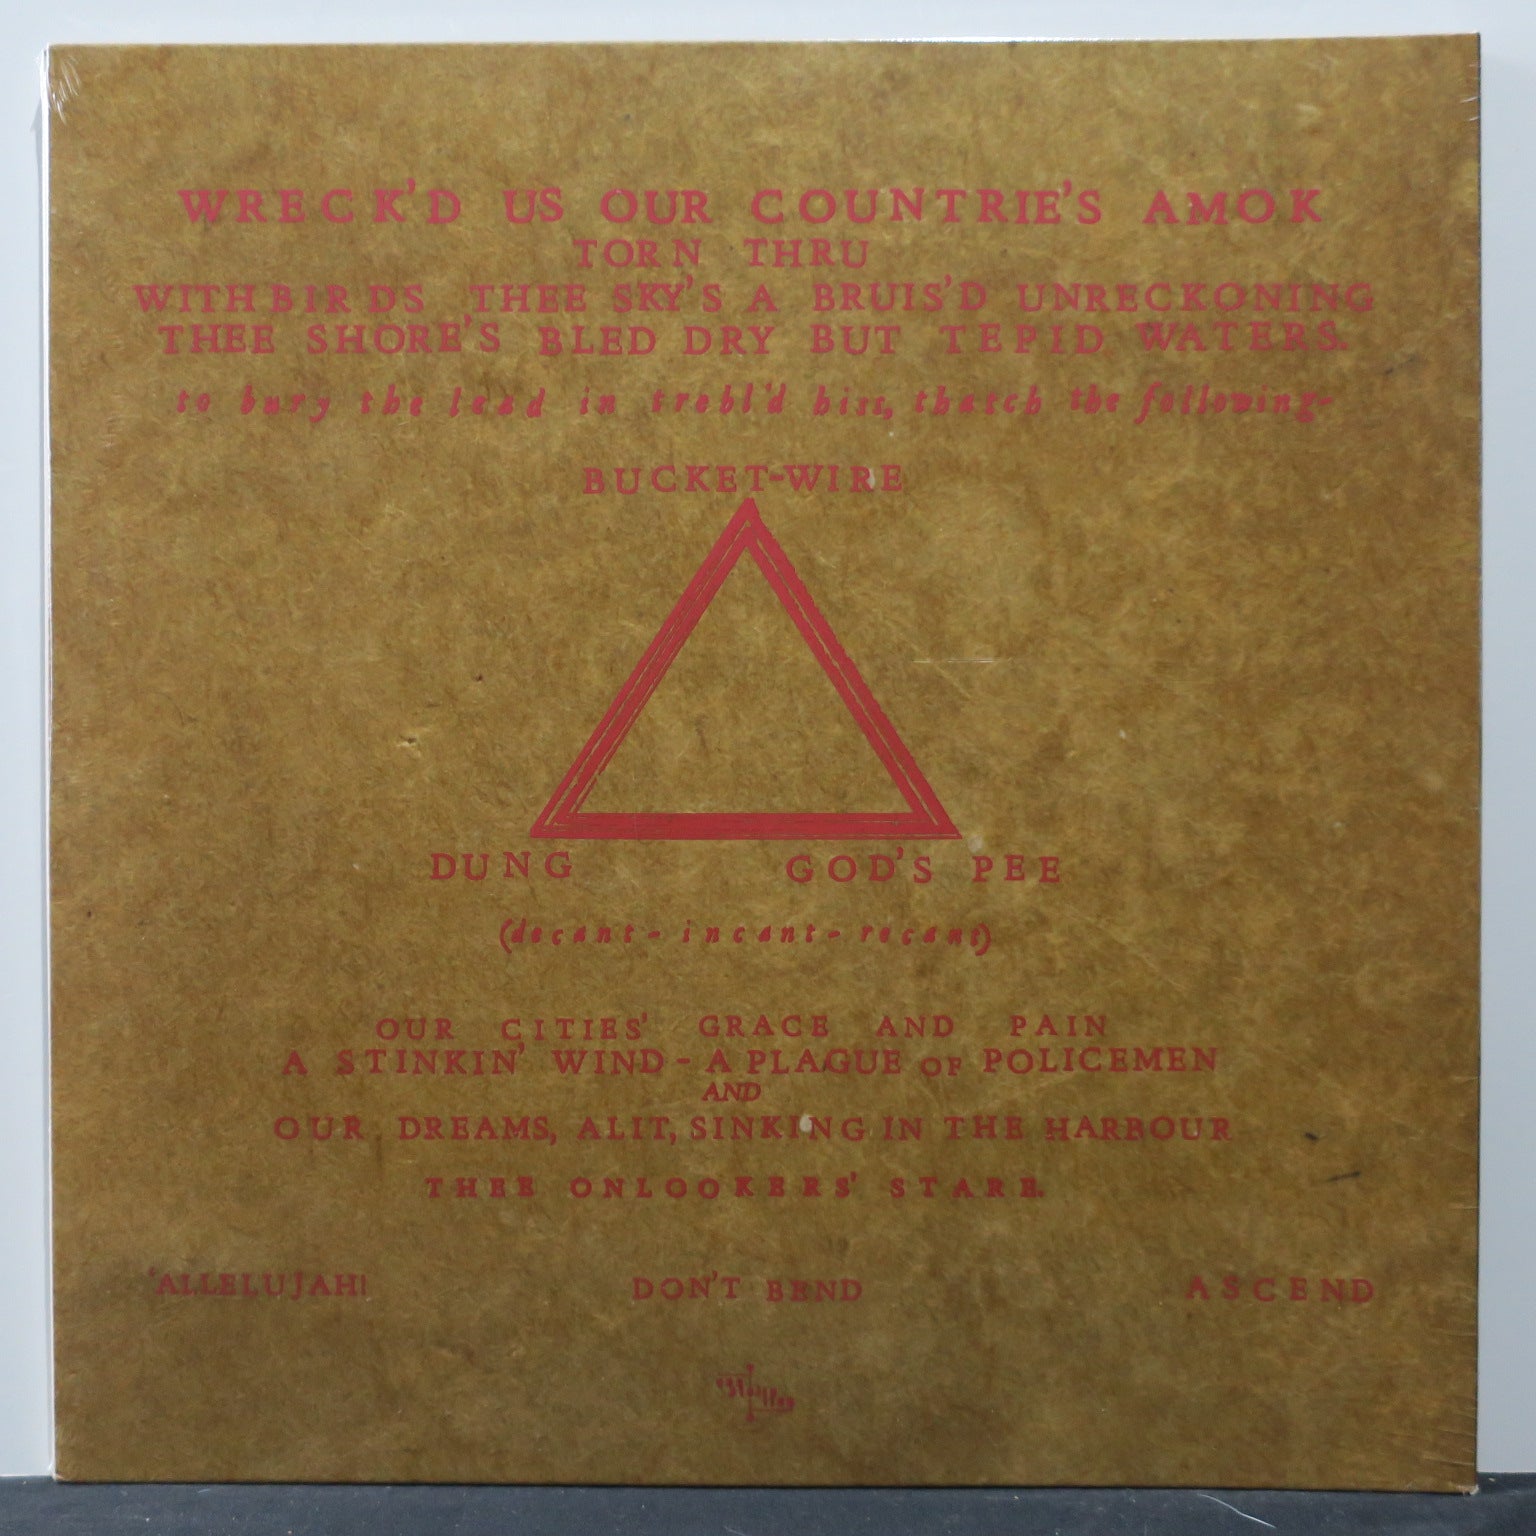 WRECK'D US OUR COUNTRIE'S AMOK
TORN THRU
WITH BIRDS THEE SKY'S A BRUIS'D UNRECKONING
THEE SHORE'S BLED DRY BUT TEPID WATERS.
to bury the lead in trebl'd hiss, thatch the following-
BUCKET-WIRE
DUNG GOD'S PEE
(decant - incant - recant)
OUR CITIES' GRACE AND PAIN
A STINKIN' WIND - A PLAGUE OF POLICEMEN
AND
OUR DREAMS, ALIT, SINKING IN THE HARBOUR
THEE ONLOOKERS' STARE.
'ALLELUJAH! DON'T BEND ASCEND